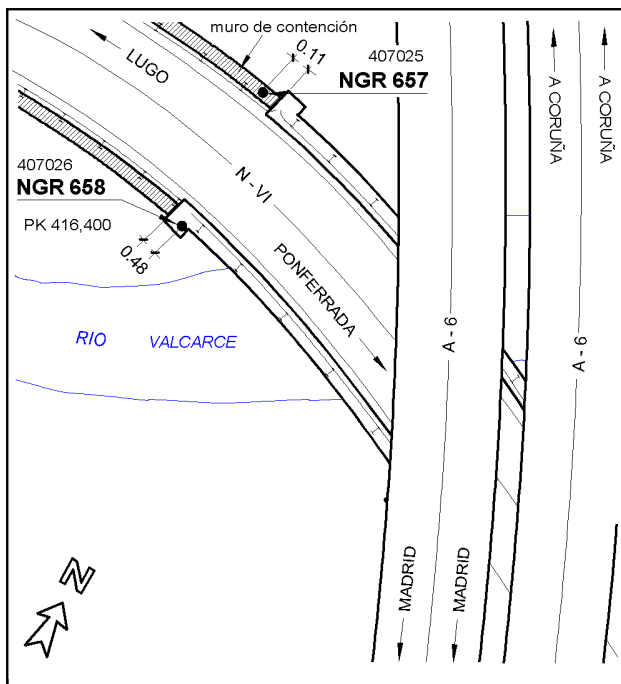 muro de contención
0.11
407025
NGR 657
LUGO
407026
NGR 658
PK 416,400
0.48
N - VI
PONFERRADA
RIO VALCARCE
A - 6
A - 6
A CORUÑA
A CORUÑA
MADRID
MADRID
N